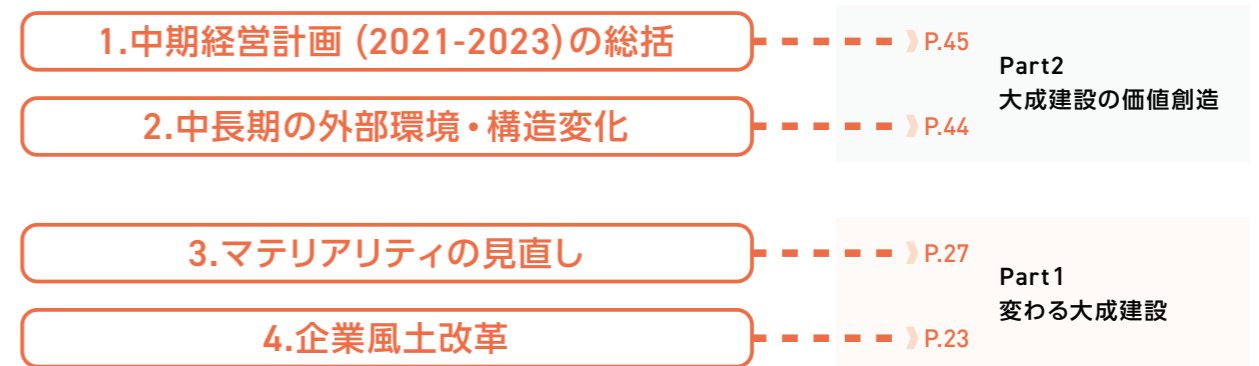 1.中期経営計画 (2021-2023)の総括
P.45
2.中長期の外部環境・構造変化
P.44
Part2
大成建設の価値創造
3.マテリアリティの見直し
P.27
4.企業風土改革
P.23
Part1
変わる大成建設